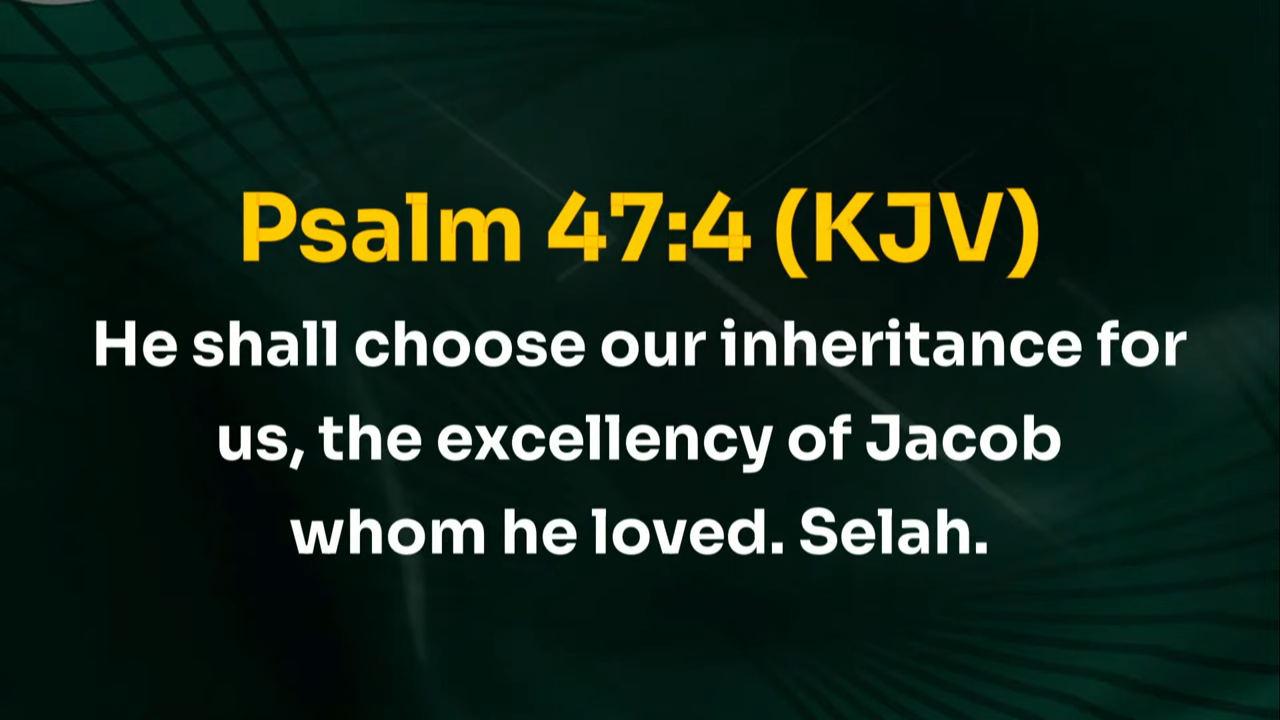 Psalm 47:4 (KJV)
He shall choose our inheritance for
us, the excellency of Jacob
whom he loved. Selah.